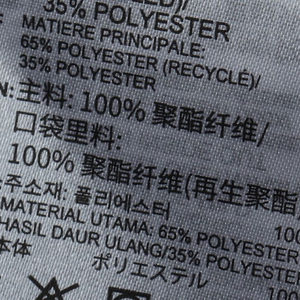 35% POLYESTER
MATIERE PRINCIPALE:
65% POLYESTER (RECYCLÉ)/
35% POLYESTER
主料: 100% 聚酯纤维/
口袋里料:
100% 聚酯纤维(再生聚酯
주소재: 폴리에스터
MATERIAL UTAMA: 65% POLYESTER
HASIL DAUR ULANG/35% POLYESTER
本体 ポリエステル 100